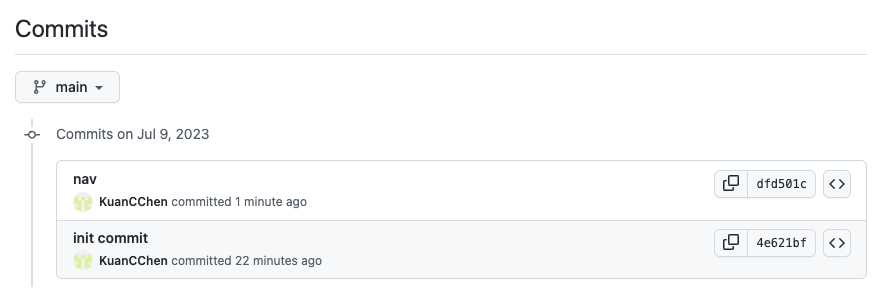 Commits
main
Commits on Jul 9, 2023
nav
dfd501c
KuanCChen committed 1 minute ago
init commit
4e621bf
KuanCChen committed 22 minutes ago